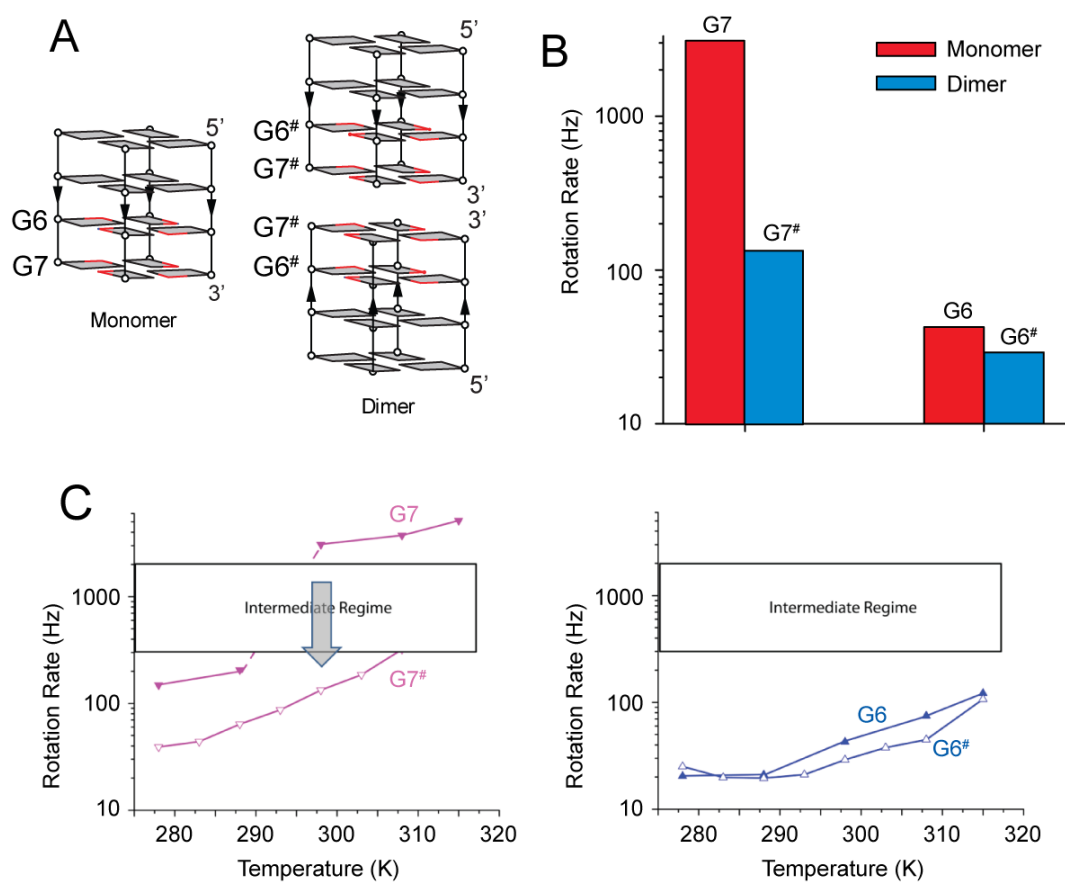 A
5’
G6
G7
3’
Monomer
5’
G6#
G7#
3’
3’
G7#
G6#
5’
Dimer
B
Rotation Rate (Hz)
1000
100
10
G7
G7#
G6
G6#
Monomer
Dimer
C
Rotation Rate (Hz)
1000
100
10
G7
Intermediate Regime
G7#
280 290 300 310 320
Temperature (K)
Rotation Rate (Hz)
1000
100
10
Intermediate Regime
G6
G6#
280 290 300 310 320
Temperature (K)